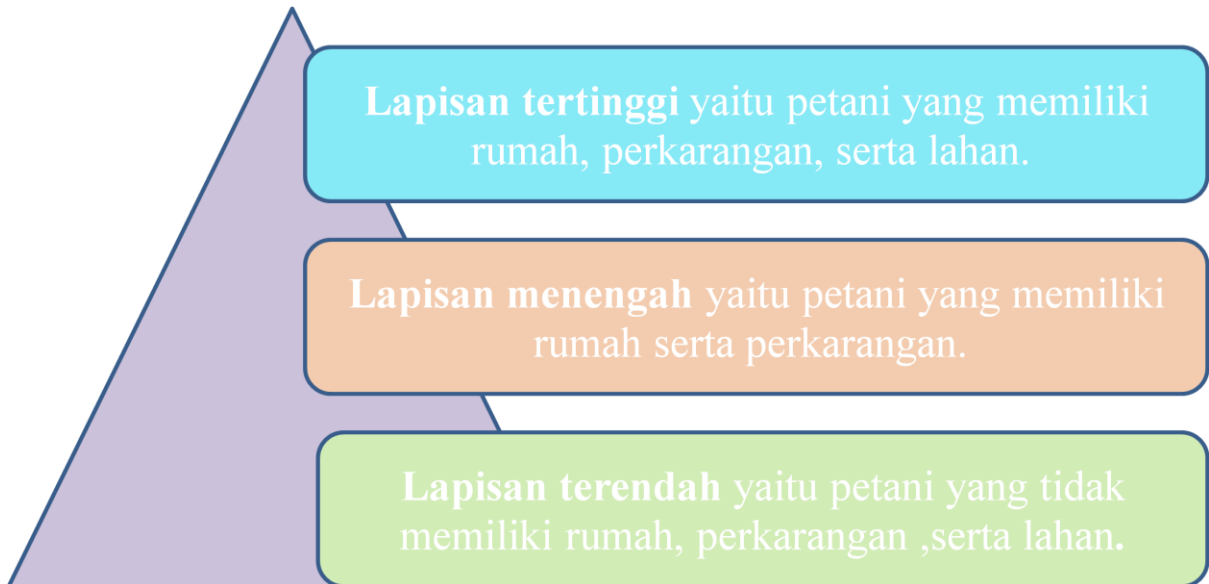 Lapisan tertinggi yaitu petani yang memiliki
rumah, perkarangan, serta lahan.
Lapisan menengah yaitu petani yang memiliki
rumah serta perkarangan.
Lapisan terendah yaitu petani yang tidak
memiliki rumah, perkarangan ,serta lahan.